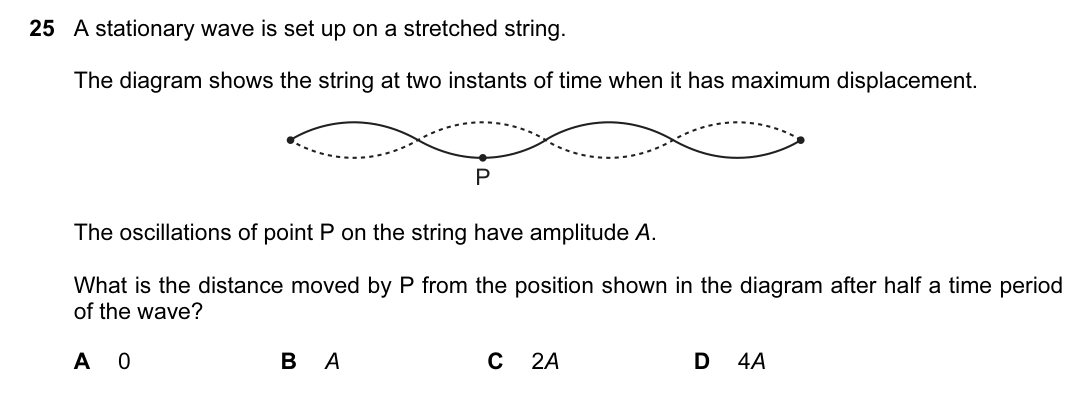 25 A stationary wave is set up on a stretched string.
The diagram shows the string at two instants of time when it has maximum displacement.
P
The oscillations of point P on the string have amplitude A.
What is the distance moved by P from the position shown in the diagram after half a time period
of the wave?
A 0 B A C 2A D 4A